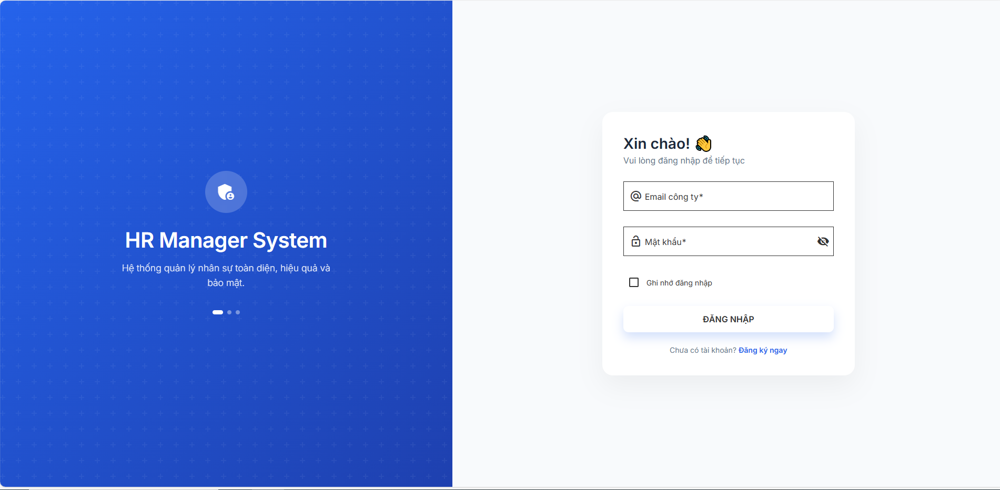 HR Manager System
Hệ thống quản lý nhân sự toàn diện, hiệu quả và
bảo mật.
Xin chào! 👋
Vui lòng đăng nhập để tiếp tục
Email công ty*
Mật khẩu*
Ghi nhớ đăng nhập
ĐĂNG NHẬP
Chưa có tài khoản? Đăng ký ngay